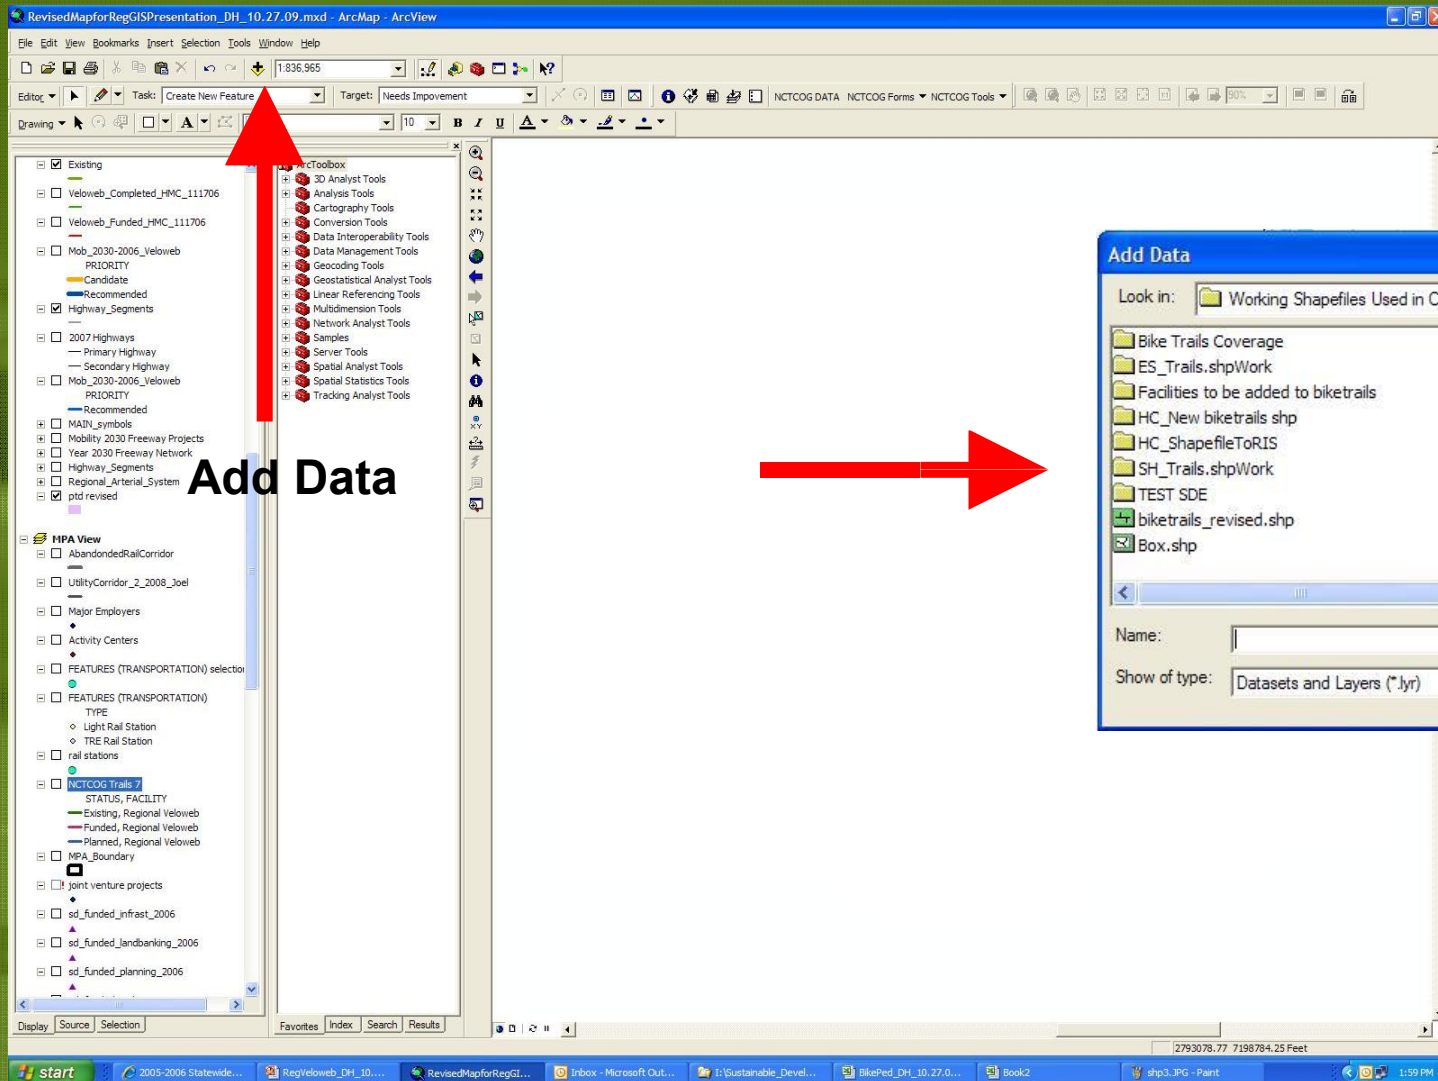 RevisedMapforRegGISPresentation_DH_10.27.09.mxd - ArcMap - ArcView
File Edit View Bookmarks Insert Selection Tools Window Help
1:836,965
Editor Task: Create New Feature Target: Needs Impovement NCTCOG DATA NCTCOG Forms NCTCOG Tools 90%
Drawing A 10 B I U A
Existing
Veloweb_Completed_HMC_111706
Veloweb_Funded_HMC_111706
Mob_2030-2006_Veloweb
PRIORITY
Candidate
Recommended
Highway_Segments
2007 Highways
Primary Highway
Secondary Highway
Mob_2030-2006_Veloweb
PRIORITY
Recommended
MAIN_symbols
Mobility 2030 Freeway Projects
Year 2030 Freeway Network
Highway_Segments
Regional_Arterial_System
ptd revised
MPA View
AbandondedRailCorridor
UtilityCorridor_2_2008_Joel
Major Employers
Activity Centers
FEATURES (TRANSPORTATION) selection
FEATURES (TRANSPORTATION)
TYPE
Light Rail Station
TRE Rail Station
rail stations
NCTCOG Trails 7
STATUS, FACILITY
Existing, Regional Veloweb
Funded, Regional Veloweb
Planned, Regional Veloweb
MPA_Boundary
joint venture projects
sd_funded_infrast_2006
sd_funded_landbanking_2006
sd_funded_planning_2006
Display Source Selection
ArcToolbox
3D Analyst Tools
Analysis Tools
Cartography Tools
Conversion Tools
Data Interoperability Tools
Data Management Tools
Geocoding Tools
Geostatistical Analyst Tools
Linear Referencing Tools
Multidimension Tools
Network Analyst Tools
Samples
Server Tools
Spatial Analyst Tools
Spatial Statistics Tools
Tracking Analyst Tools
Favorites Index Search Results
XY
Add Data
Add Data
Look in: Working Shapefiles Used in C
Bike Trails Coverage
ES_Trails.shpWork
Facilities to be added to biketrails
HC_New biketrails shp
HC_ShapefileToRIS
SH_Trails.shpWork
TEST SDE
biketrails_revised.shp
Box.shp
Name:
Show of type: Datasets and Layers (*.lyr)
2793078.77 7198784.25 Feet
start 2005-2006 Statewide... RegVeloweb_DH_10.... RevisedMapforRegGI... Inbox - Microsoft Out... I:\Sustainable_Devel... BikePed_DH_10.27.0... Book2 shp3.JPG - Paint 1:59 PM